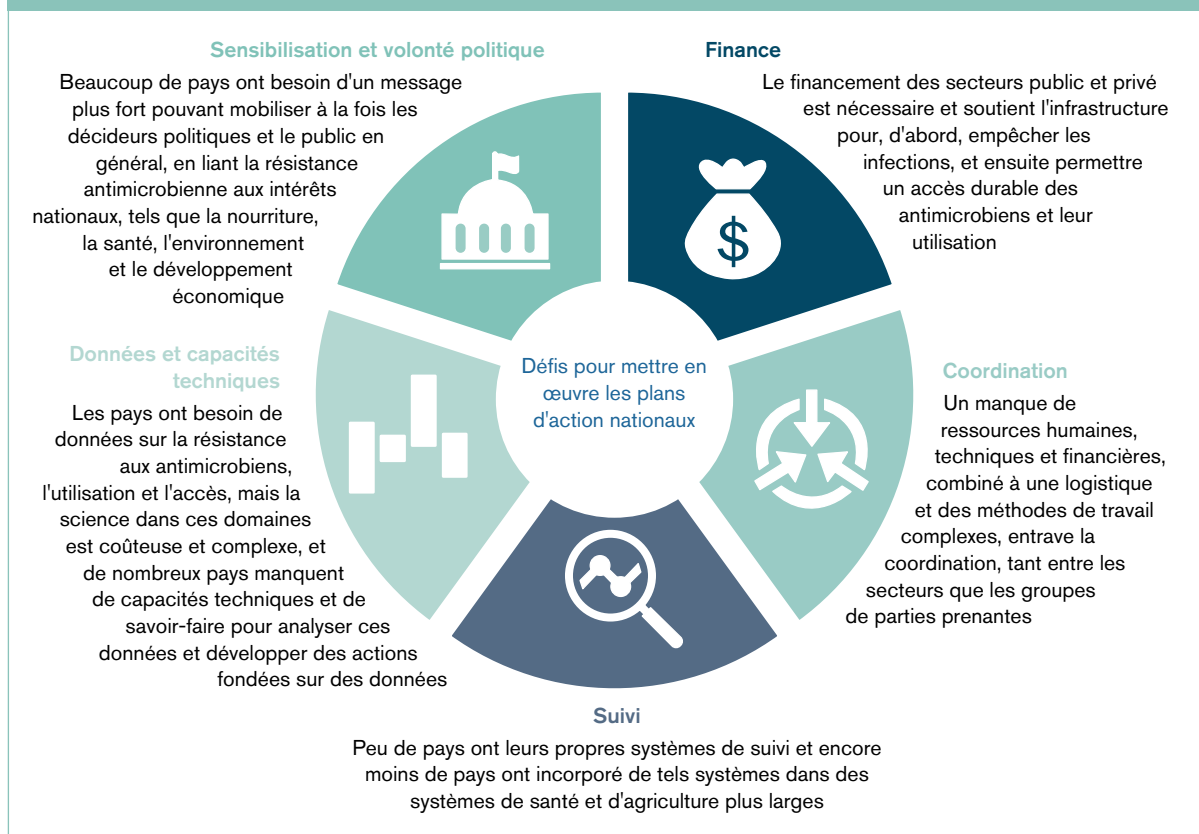 Sensibilisation et volonté politique
Beaucoup de pays ont besoin d'un message
plus fort pouvant mobiliser à la fois les
décideurs politiques et le public en
général, en liant la résistance
antimicrobienne aux intérêts
nationaux, tels que la nourriture,
la santé, l'environnement
et le développement
économique
Finance
Le financement des secteurs public et privé
est nécessaire et soutient l'infrastructure
pour, d'abord, empêcher les
infections, et ensuite permettre
un accès durable des
antimicrobiens et leur
utilisation
$
Défis pour mettre en
œuvre les plans
d'action nationaux
Données et capacités
techniques
Les pays ont besoin de
données sur la résistance
aux antimicrobiens,
l'utilisation et l'accès, mais la
science dans ces domaines
est coûteuse et complexe, et
de nombreux pays manquent
de capacités techniques et de
savoir-faire pour analyser ces
données et développer des actions
fondées sur des données
Coordination
Un manque de
ressources humaines,
techniques et financières,
combiné à une logistique
et des méthodes de travail
complexes, entrave la
coordination, tant entre les
secteurs que les groupes
de parties prenantes
Suivi
Peu de pays ont leurs propres systèmes de suivi et encore
moins de pays ont incorporé de tels systèmes dans des
systèmes de santé et d'agriculture plus larges